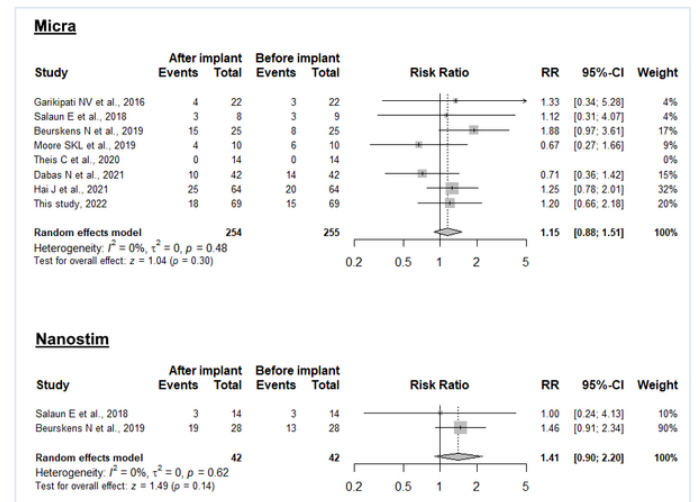 Micra
After implant Before implant
Study Events Total Events Total Risk Ratio RR 95%-CI Weight
Garikipati NV et al., 2016 4 22 3 22 1.33 [0.34; 5.28] 4%
Salaun E et al., 2018 3 8 3 9 1.12 [0.31; 4.07] 4%
Beurskens N et al., 2019 15 25 8 25 1.88 [0.97; 3.61] 17%
Moore SKL et al., 2019 4 10 6 10 0.67 [0.27; 1.66] 9%
Theis C et al., 2020 0 14 0 14 0%
Dabas N et al., 2021 10 42 14 42 0.71 [0.36; 1.42] 15%
Hai J et al., 2021 25 64 20 64 1.25 [0.78; 2.01] 32%
This study, 2022 18 69 15 69 1.20 [0.66; 2.18] 20%
Random effects model 254 255 1.15 [0.88; 1.51] 100%
Heterogeneity: I² = 0%, τ² = 0, p = 0.48
Test for overall effect: z = 1.04 (p = 0.30)
0.2 0.5 1 2 5
Nanostim
After implant Before implant
Study Events Total Events Total Risk Ratio RR 95%-CI Weight
Salaun E et al., 2018 3 14 3 14 1.00 [0.24; 4.13] 10%
Beurskens N et al., 2019 19 28 13 28 1.46 [0.91; 2.34] 90%
Random effects model 42 42 1.41 [0.90; 2.20] 100%
Heterogeneity: I² = 0%, τ² = 0, p = 0.62
Test for overall effect: z = 1.49 (p = 0.14)
0.2 0.5 1 2 5